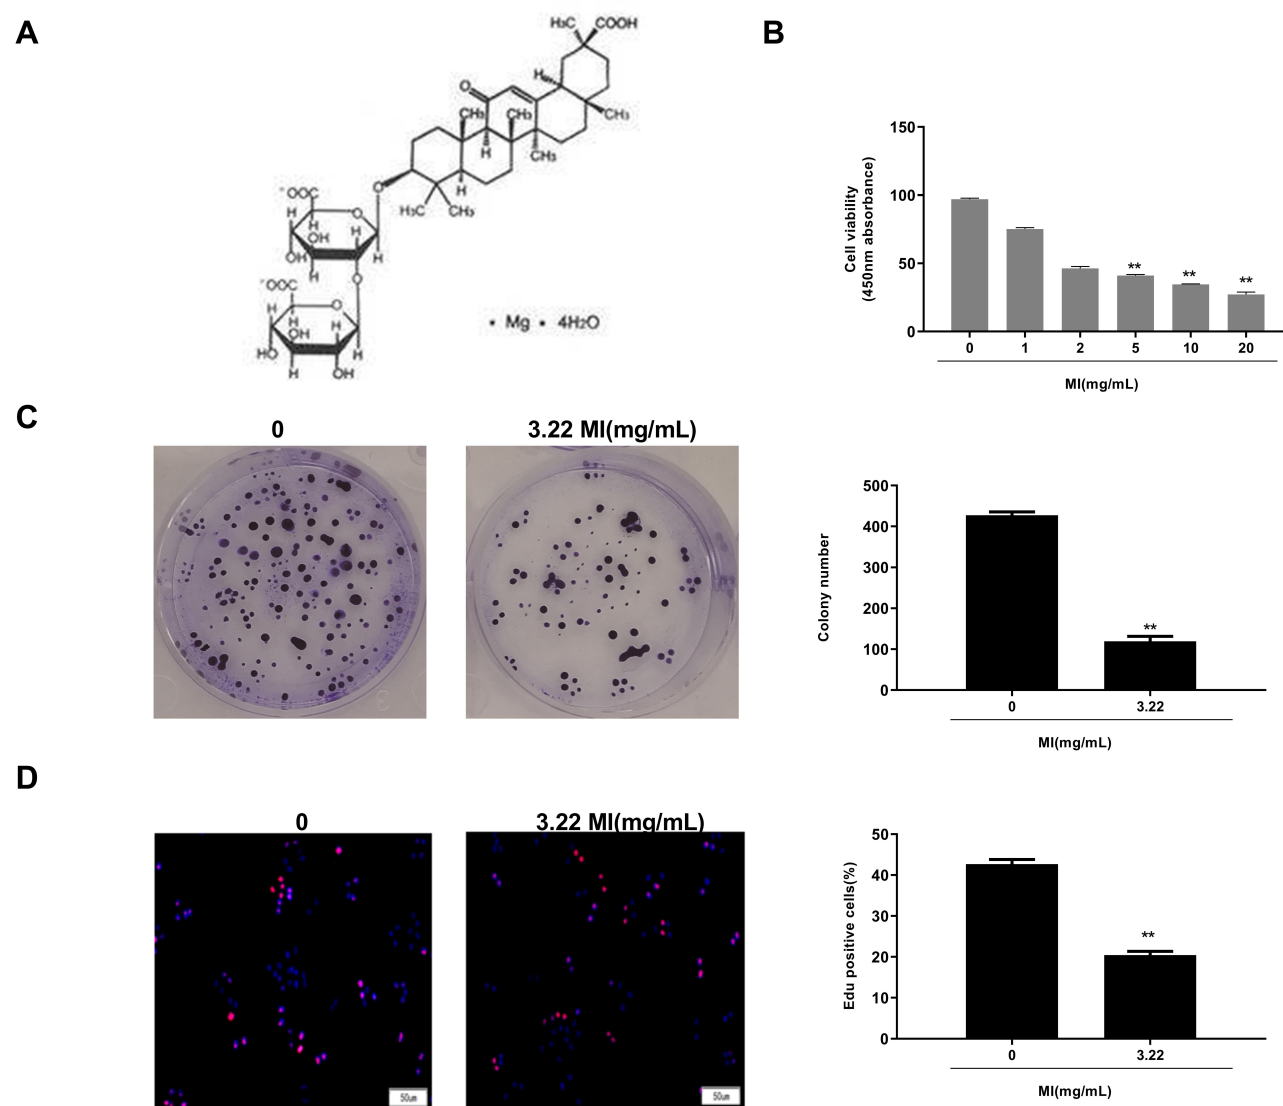 A
H3C COOH
H
O
CH3 CH3 CH3
H CH3
O H
-OOC H3C CH3
H O
H H
OH
OH H
H O
-OOC
H O
H H
OH
HO H
H OH
• Mg • 4H2O
B
Cell viability
(450nm absorbance)
150
100
50
0
** ** **
0 1 2 5 10 20
MI(mg/mL)
C
0 3.22 MI(mg/mL)
Colony number
500
400
300
200
100
0
**
0 3.22
MI(mg/mL)
D
0 3.22 MI(mg/mL)
50um 50um
Edu positive cells(%)
50
40
30
20
10
0
**
0 3.22
MI(mg/mL)